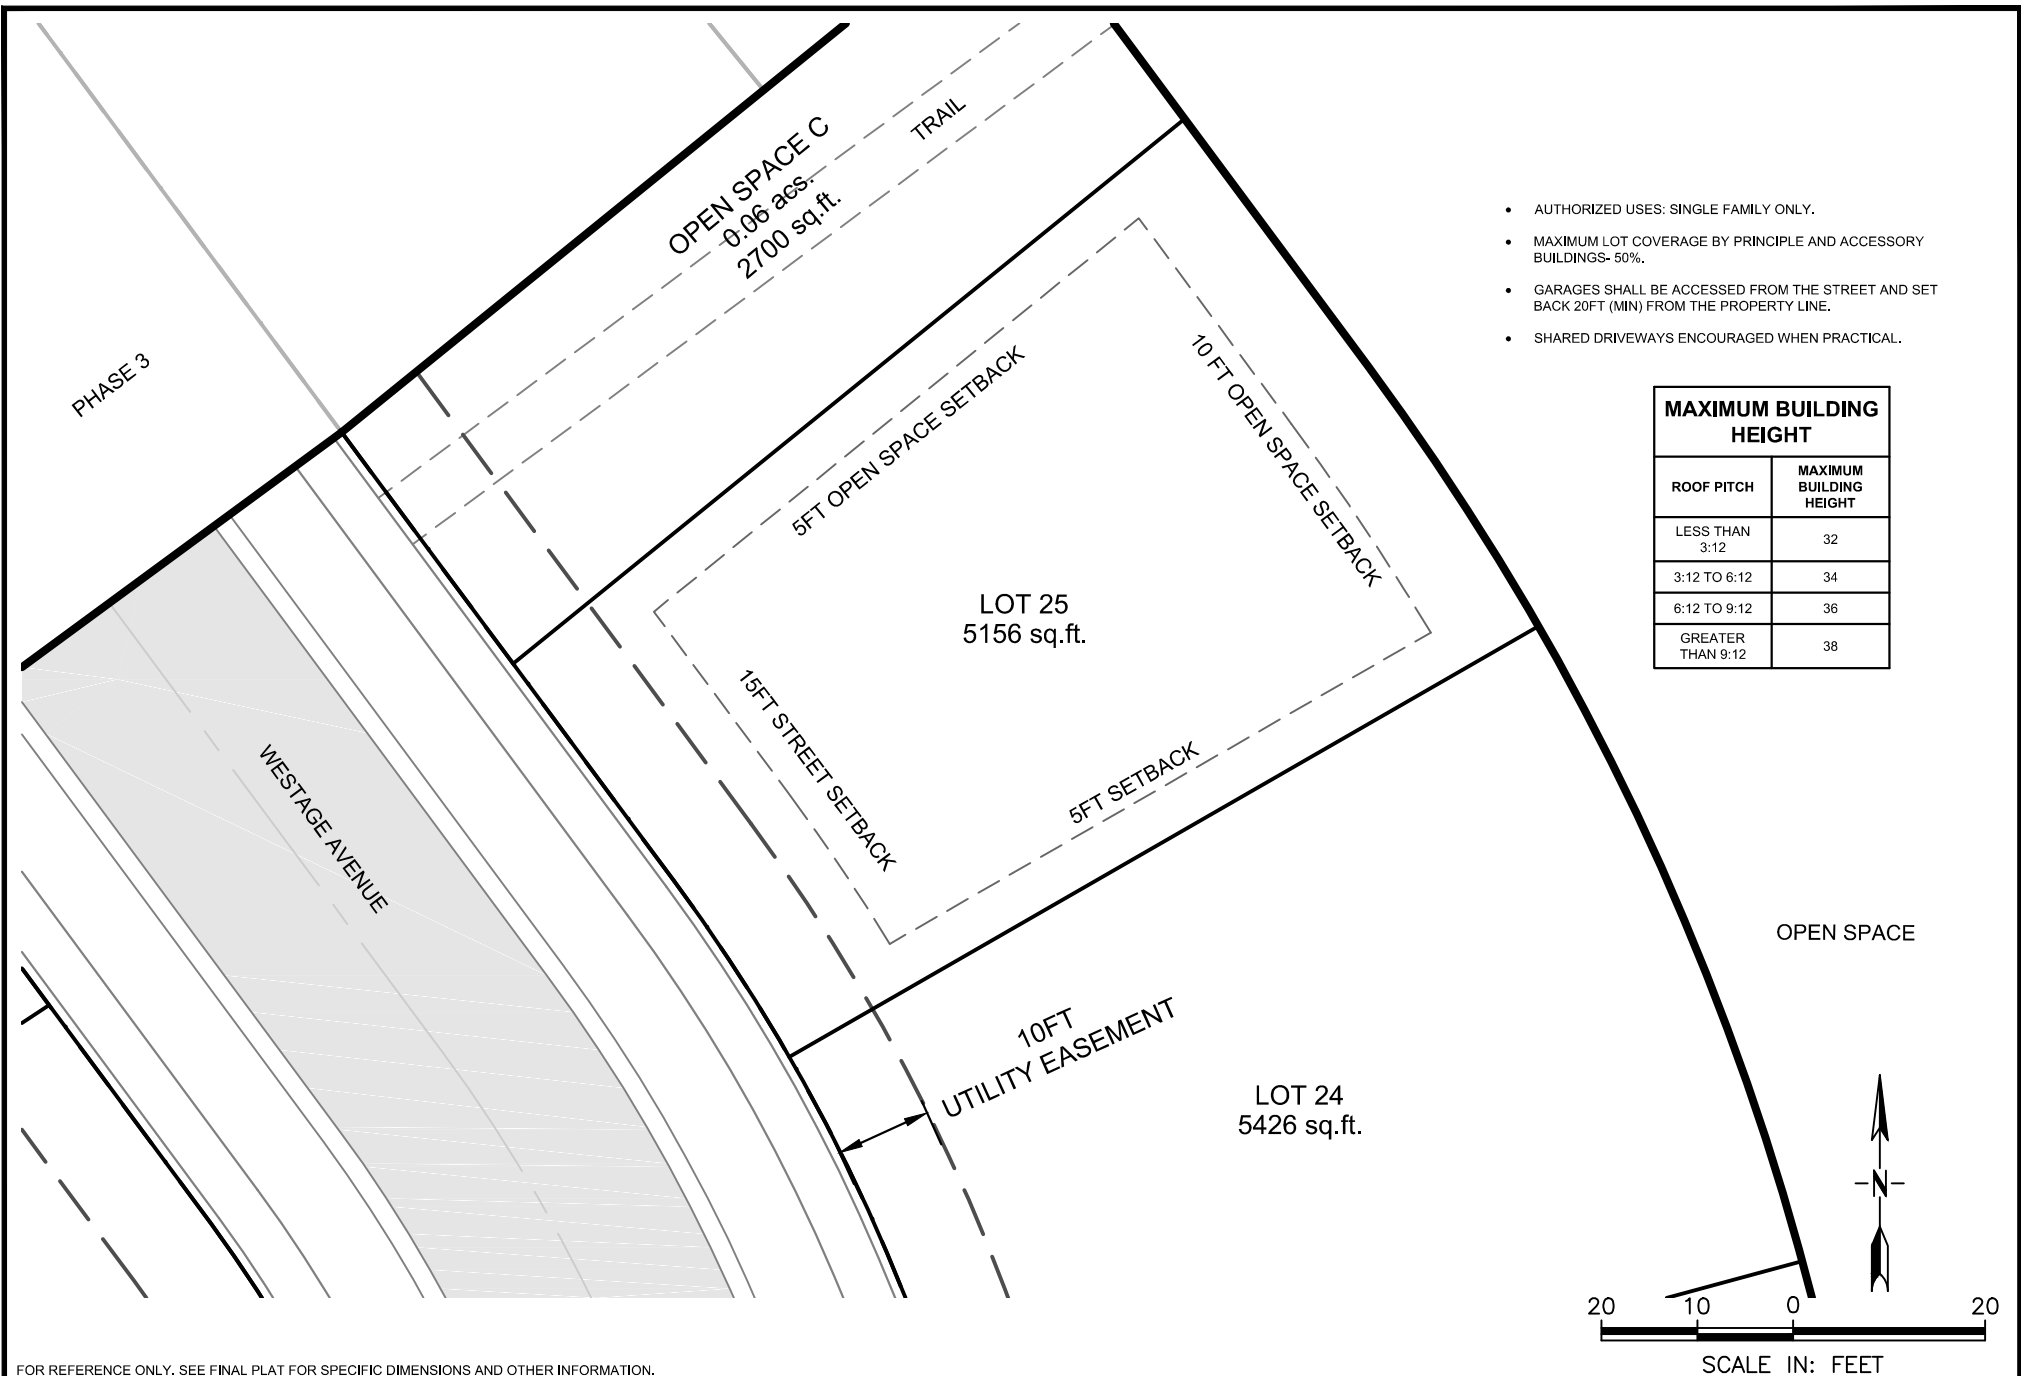 OPEN SPACE C
0.06 acs.
2700 sq.ft.
TRAIL
PHASE 3
• AUTHORIZED USES: SINGLE FAMILY ONLY.
• MAXIMUM LOT COVERAGE BY PRINCIPLE AND ACCESSORY
BUILDINGS- 50%.
• GARAGES SHALL BE ACCESSED FROM THE STREET AND SET
BACK 20FT (MIN) FROM THE PROPERTY LINE.
• SHARED DRIVEWAYS ENCOURAGED WHEN PRACTICAL.
MAXIMUM BUILDING
HEIGHT
ROOF PITCH
MAXIMUM
BUILDING
HEIGHT
LESS THAN
3:12
32
3:12 TO 6:12
34
6:12 TO 9:12
36
GREATER
THAN 9:12
38
5FT OPEN SPACE SETBACK
10 FT OPEN SPACE SETBACK
LOT 25
5156 sq.ft.
15FT STREET SETBACK
5FT SETBACK
WESTAGE AVENUE
OPEN SPACE
10FT
UTILITY EASEMENT
LOT 24
5426 sq.ft.
N
20 10 0 20
SCALE IN: FEET
FOR REFERENCE ONLY. SEE FINAL PLAT FOR SPECIFIC DIMENSIONS AND OTHER INFORMATION.